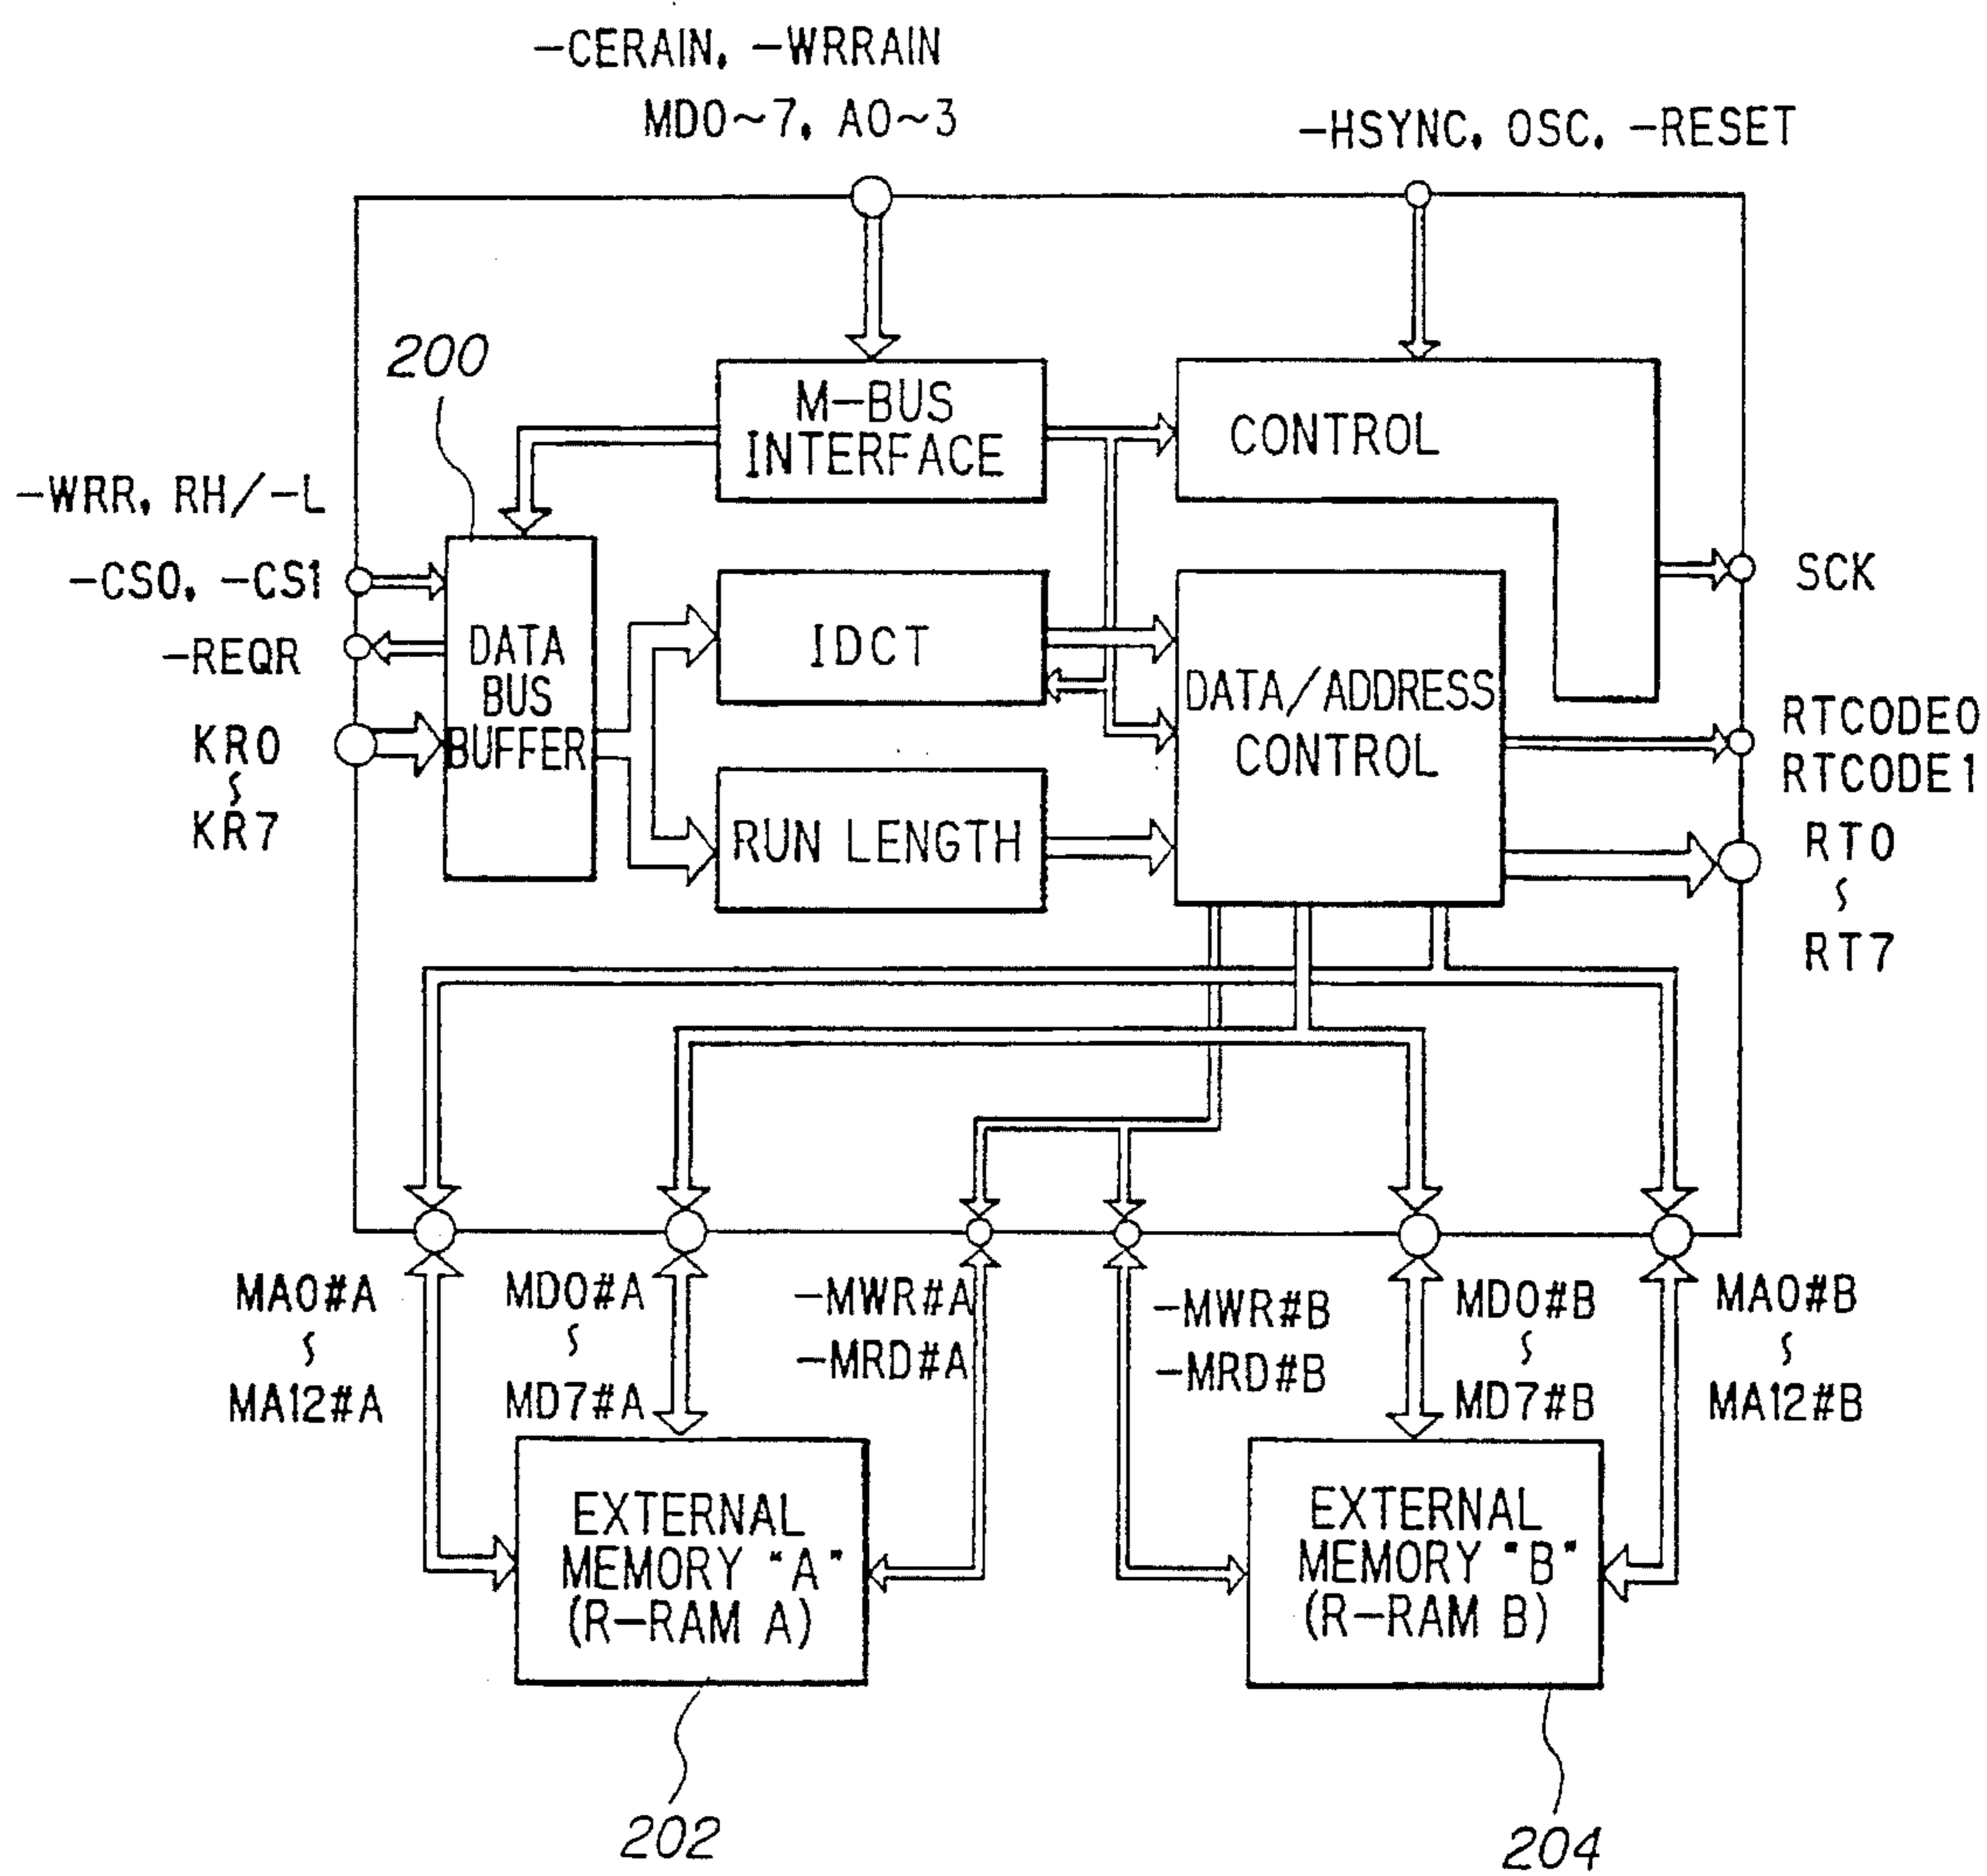 -CERAIN, -WRRAIN
MD0~7, A0~3
-HSYNC, OSC, -RESET
200
M-BUS
INTERFACE
CONTROL
-WRR, RH/-L
-CS0, -CS1
-REQR
KR0
~
KR7
DATA
BUS
BUFFER
IDCT
RUN LENGTH
DATA/ADDRESS
CONTROL
SCK
RTCODE0
RTCODE1
RT0
~
RT7
MA0#A
~
MA12#A
MD0#A
~
MD7#A
-MWR#A
-MRD#A
-MWR#B
-MRD#B
MD0#B
~
MD7#B
MA0#B
~
MA12#B
EXTERNAL
MEMORY "A"
(R-RAM A)
EXTERNAL
MEMORY "B"
(R-RAM B)
202
204